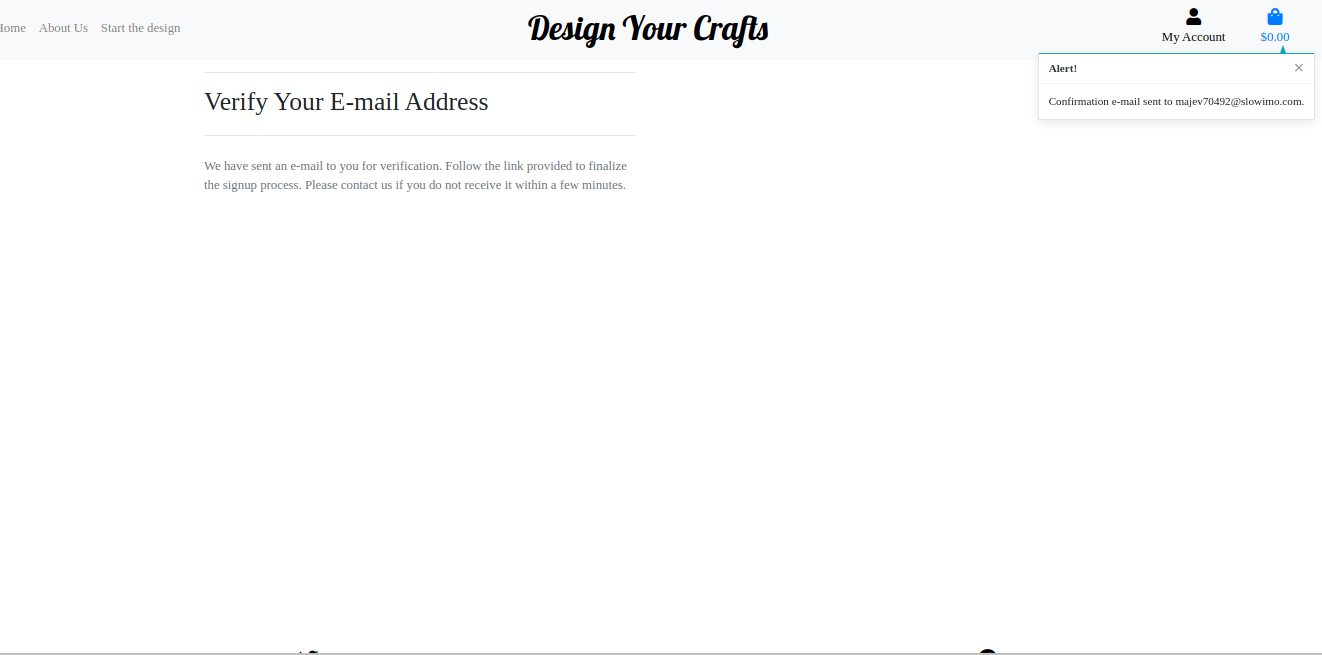 Home About Us Start the design
Design Your Crafts
My Account
$0.00
Alert! ×
Confirmation e-mail sent to majev70492@slowimo.com.
Verify Your E-mail Address
We have sent an e-mail to you for verification. Follow the link provided to finalize
the signup process. Please contact us if you do not receive it within a few minutes.